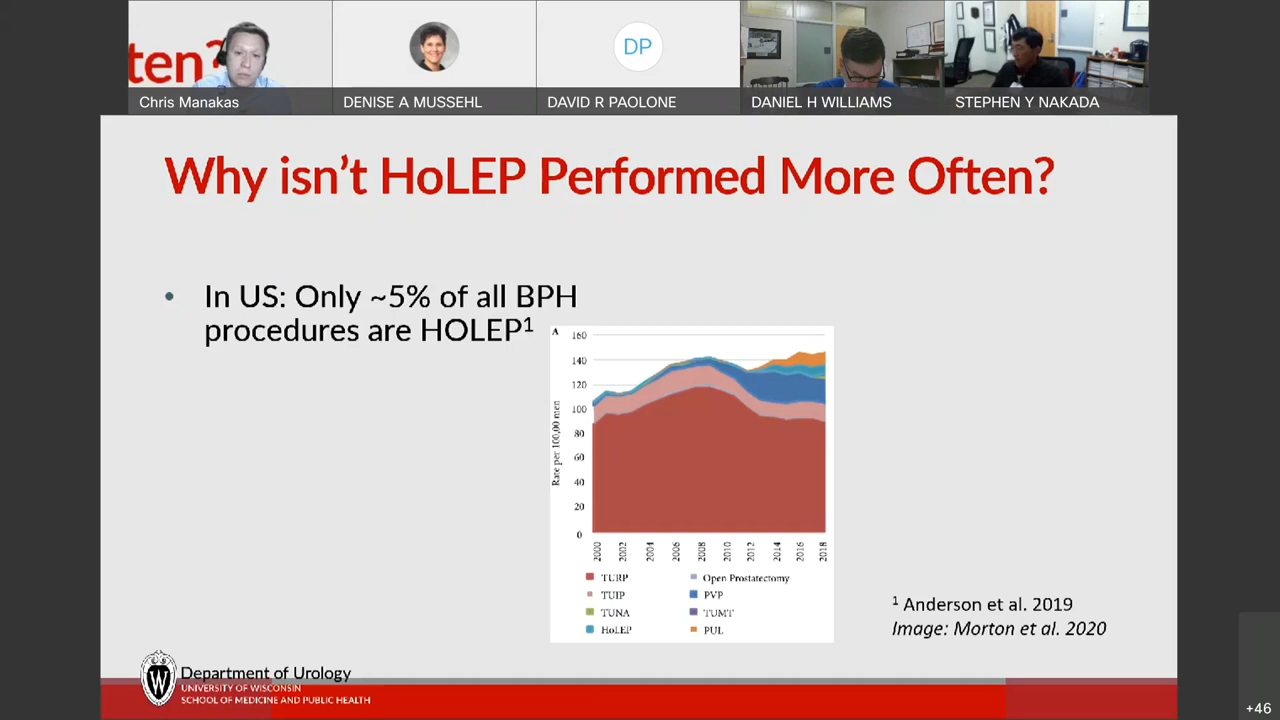 ten?
Chris Manakas
DENISE A MUSSEHL
DP
DAVID R PAOLONE
DANIEL H WILLIAMS
STEPHEN Y NAKADA
Why isn't HoLEP Performed More Often?
• In US: Only ~5% of all BPH
procedures are HOLEP¹
A
160
140
120
100
80
60
40
20
0
Rate per 100,00 men
2000 2002 2004 2006 2008 2010 2012 2014 2016 2018
TURP
TUIP
TUNA
HoLEP
Open Prostatectomy
PVP
TUMT
PUL
¹ Anderson et al. 2019
Image: Morton et al. 2020
W
Department of Urology
UNIVERSITY OF WISCONSIN
SCHOOL OF MEDICINE AND PUBLIC HEALTH
+46